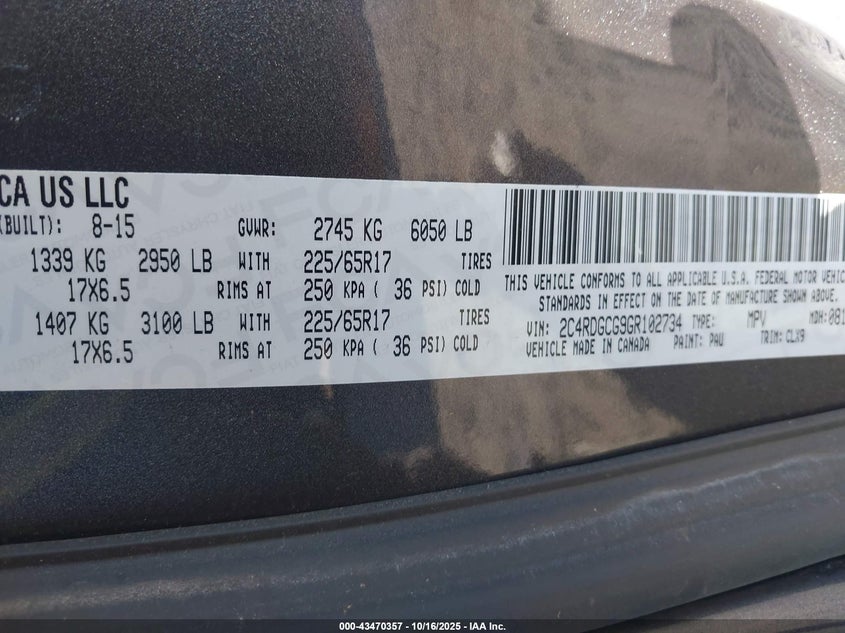 CA US LLC
(BUILT): 8-15 GVWR: 2745 KG 6050 LB
1339 KG 2950 LB WITH 225/65R17 TIRES
17X6.5 RIMS AT 250 KPA ( 36 PSI) COLD
1407 KG 3100 LB WITH 225/65R17 TIRES
17X6.5 RIMS AT 250 KPA ( 36 PSI) COLD
THIS VEHICLE CONFORMS TO ALL APPLICABLE U.S.A. FEDERAL MOTOR VEHIC
STANDARDS IN EFFECT ON THE DATE OF MANUFACTURE SHOWN ABOVE.
VIN: 2C4RDGCG9GR102734 TYPE: MPV MDH: 081
VEHICLE MADE IN CANADA PAINT: PAU TRIM: CLX9
000-43470357 - 10/16/2025 - IAA Inc.